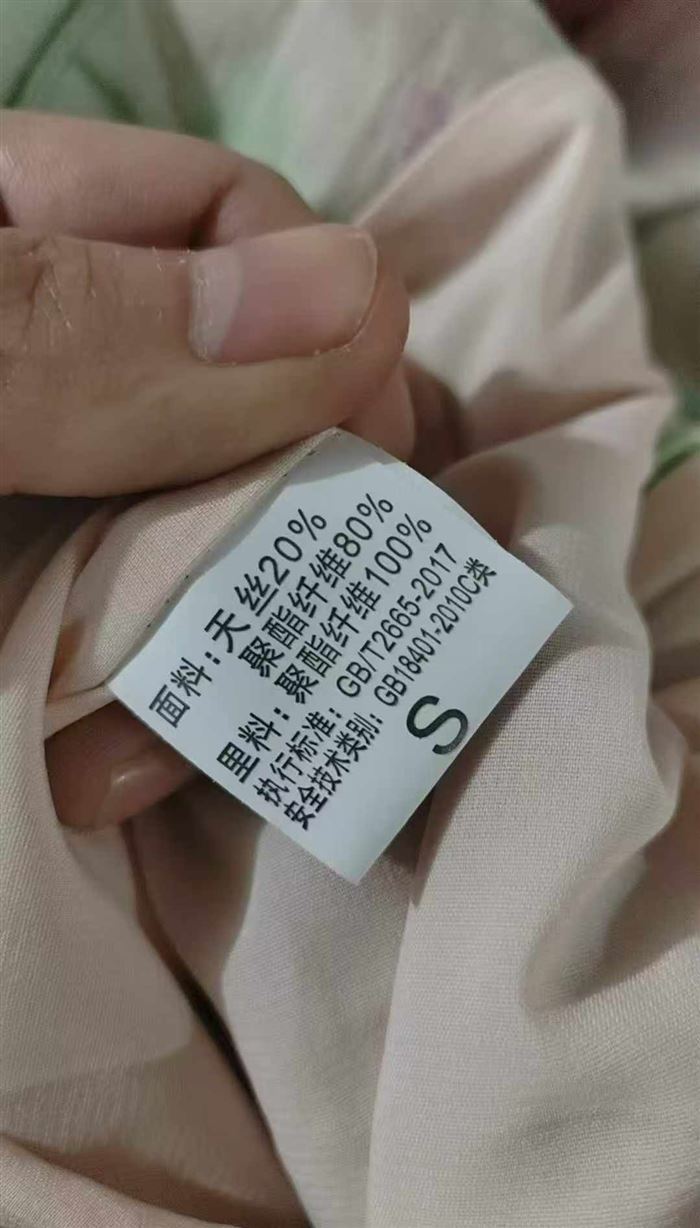 面料:天丝20%
聚酯纤维80%
里料:聚酯纤维100%
执行标准:GB/T2665-2017
安全技术类别:GB18401-2010C类
S